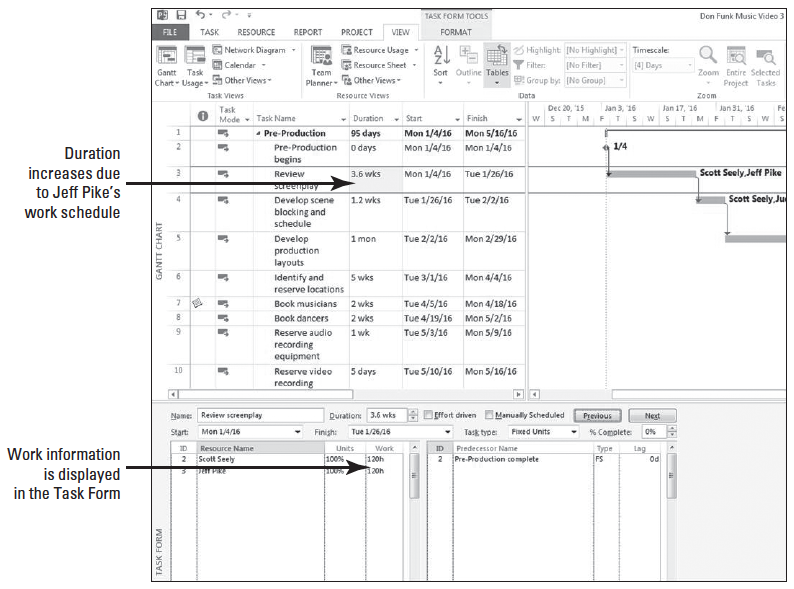 TASK FORM TOOLS
Don Funk Music Video 3
FILE TASK RESOURCE REPORT PROJECT VIEW FORMAT
Gantt Chart
Task Usage
Network Diagram
Calendar
Other Views
Task Views
Team Planner
Resource Usage
Resource Sheet
Other Views
Resource Views
Sort
Outline
Tables
Highlight: [No Highlight]
Filter: [No Filter]
Group by: [No Group]
Data
Timescale:
[4] Days
Zoom
Entire Project
Selected Tasks
Zoom
Task Mode Task Name Duration Start Finish
Dec 20, '15 Jan 3, '16 Jan 17, '16 Jan 31, '16 Fe
W S T M F T S W S T M F T S W S
1 Pre-Production 95 days Mon 1/4/16 Mon 5/16/16
2 Pre-Production begins 0 days Mon 1/4/16 Mon 1/4/16
1/4
Duration
increases due
to Jeff Pike's
work schedule
3 Review screenplay 3.6 wks Mon 1/4/16 Tue 1/26/16
Scott Seely,Jeff Pike
4 Develop scene blocking and schedule 1.2 wks Tue 1/26/16 Tue 2/2/16
Scott Seely,Ju
5 Develop production layouts 1 mon Tue 2/2/16 Mon 2/29/16
6 Identify and reserve locations 5 wks Tue 3/1/16 Mon 4/4/16
7 Book musicians 2 wks Tue 4/5/16 Mon 4/18/16
8 Book dancers 2 wks Tue 4/19/16 Mon 5/2/16
9 Reserve audio recording equipment 1 wk Tue 5/3/16 Mon 5/9/16
10 Reserve video recording 5 days Tue 5/10/16 Mon 5/16/16
GANTT CHART
Name: Review screenplay Duration: 3.6 wks Effort driven Manually Scheduled Previous Next
Start: Mon 1/4/16 Finish: Tue 1/26/16 Task type: Fixed Units % Complete: 0%
ID Resource Name Units Work
2 Scott Seely 100% 120h
3 Jeff Pike 100% 120h
ID Predecessor Name Type Lag
2 Pre-Production complete FS 0d
Work information
is displayed
in the Task Form
TASK FORM